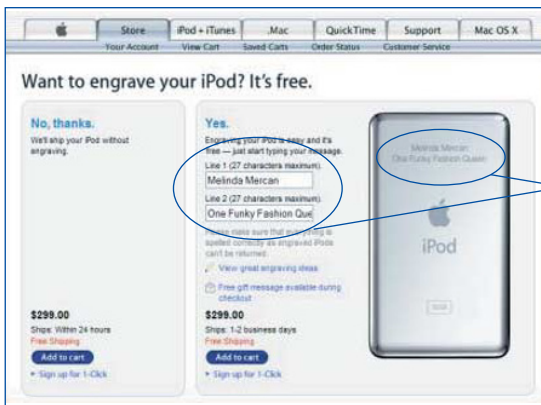 Store
iPod + iTunes
.Mac
QuickTime
Support
Mac OS X
Your Account
View Cart
Saved Carts
Order Status
Customer Service
Want to engrave your iPod? It's free.
No, thanks.
We'll ship your iPod without
engraving.
$299.00
Ships: Within 24 hours
Free Shipping
Add to cart
Sign up for 1-Click
Yes.
Engraving your iPod is easy and it's
free — just start typing your message.
Line 1 (27 characters maximum).
Melinda Mercan
Line 2 (27 characters maximum).
One Funky Fashion Que
Please make sure that everything is
spelled correctly as engraved iPods
can't be returned.
View great engraving ideas
Free gift message available during
checkout
$299.00
Ships: 1-2 business days
Free Shipping
Add to cart
Sign up for 1-Click
Melinda Mercan
One Funky Fashion Queen
iPod